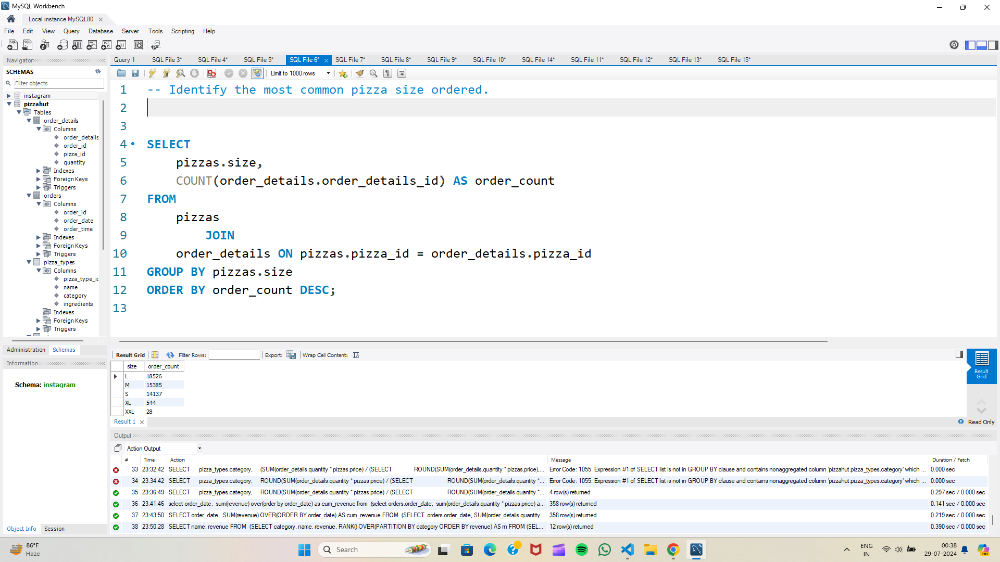 MySQL Workbench
Local instance MySQL80
File Edit View Query Database Server Tools Scripting Help
Navigator
SCHEMAS
Filter objects
instagram
pizzahut
Tables
order_details
Columns
order_details
order_id
pizza_id
quantity
Indexes
Foreign Keys
Triggers
orders
Columns
order_id
order_date
order_time
Indexes
Foreign Keys
Triggers
pizza_types
Columns
pizza_type_id
name
category
ingredients
Indexes
Foreign Keys
Triggers
Administration Schemas
Information
Schema: instagram
Object Info Session
Query 1 SQL File 3* SQL File 4* SQL File 5* SQL File 6* SQL File 7* SQL File 8* SQL File 9* SQL File 10* SQL File 14* SQL File 11* SQL File 12* SQL File 13* SQL File 15*
Limit to 1000 rows
1 -- Identify the most common pizza size ordered.
2
3
4 SELECT
5 pizzas.size,
6 COUNT(order_details.order_details_id) AS order_count
7 FROM
8 pizzas
9 JOIN
10 order_details ON pizzas.pizza_id = order_details.pizza_id
11 GROUP BY pizzas.size
12 ORDER BY order_count DESC;
13
Result Grid Filter Rows: Export: Wrap Cell Content:
size order_count
L 18526
M 15385
S 14137
XL 544
XXL 28
Result Grid
Result 1
Read Only
Output
Action Output
# Time Action Message Duration / Fetch
33 23:32:42 SELECT pizza_types.category, (SUM(order_details.quantity * pizzas.price) / (SELECT ROUND(SUM(order_details.quantity * pizzas.price),... Error Code: 1055. Expression #1 of SELECT list is not in GROUP BY clause and contains nonaggregated column 'pizzahut.pizza_types.category' which ... 0.000 sec
34 23:34:42 SELECT pizza_types.category, ROUND(SUM(order_details.quantity * pizzas.price) / (SELECT ROUND(SUM(order_details.quantity *... Error Code: 1055. Expression #1 of SELECT list is not in GROUP BY clause and contains nonaggregated column 'pizzahut.pizza_types.category' which ... 0.000 sec
35 23:36:49 SELECT pizza_types.category, ROUND(SUM(order_details.quantity * pizzas.price) / (SELECT ROUND(SUM(order_details.quantity *... 4 row(s) returned 0.297 sec / 0.000 sec
36 23:41:46 select order_date, sum(revenue) over(order by order_date) as cum_revenue from (select orders.order_date, sum(order_details.quantity * pizzas.price) a... 358 row(s) returned 0.141 sec / 0.000 sec
37 23:43:50 SELECT order_date, SUM(revenue) OVER(ORDER BY order_date) AS cum_revenue FROM (SELECT orders.order_date, SUM(order_details.quantity... 358 row(s) returned 0.219 sec / 0.000 sec
38 23:50:28 SELECT name, revenue FROM (SELECT category, name, revenue, RANK() OVER(PARTITION BY category ORDER BY revenue) AS rn FROM (SEL... 12 row(s) returned 0.390 sec / 0.000 sec
86°F
Haze
Search
ENG
IN
00:38
29-07-2024
PRE